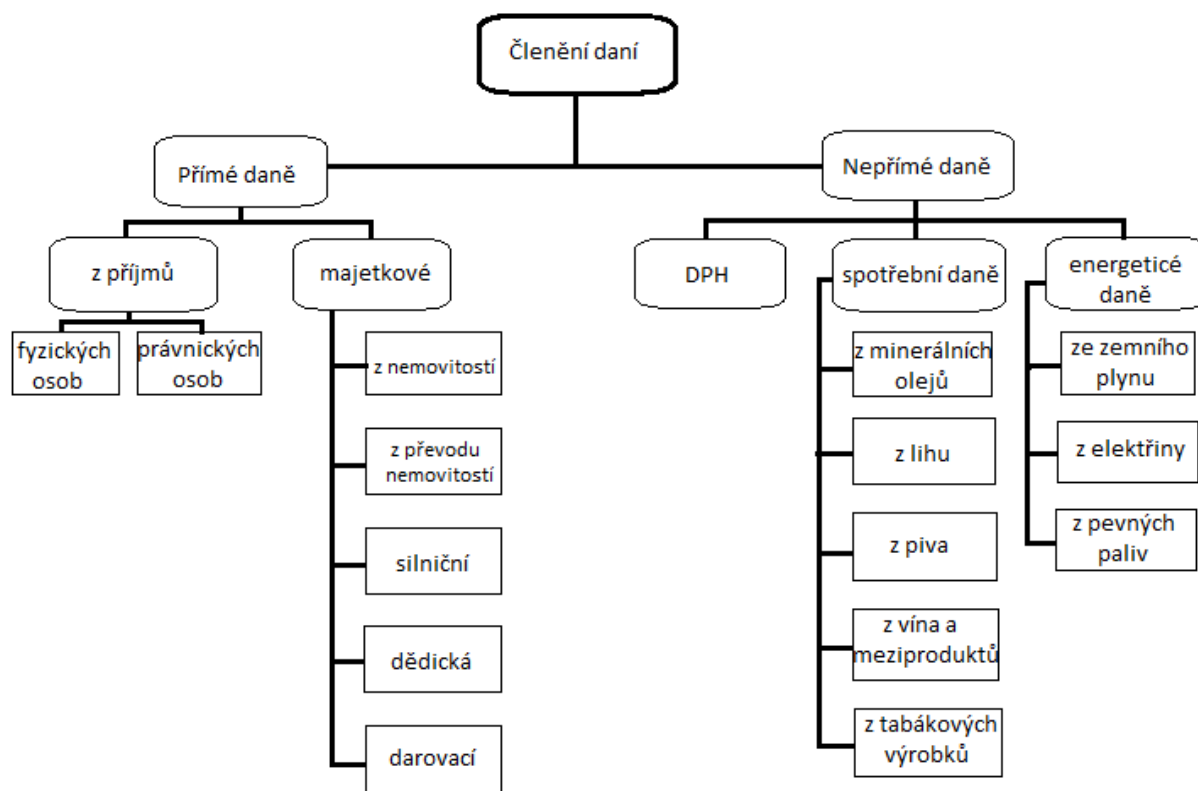 Členění daní
Přímé daně
Nepřímé daně
z příjmů
majetkové
DPH
spotřební daně
energetické
daně
fyzických
osob
právnických
osob
z nemovitostí
z převodu
nemovitostí
silniční
dědická
darovací
z minerálních
olejů
z lihu
z piva
z vína a
meziproduktů
z tabákových
výrobků
ze zemního
plynu
z elektřiny
z pevných
paliv